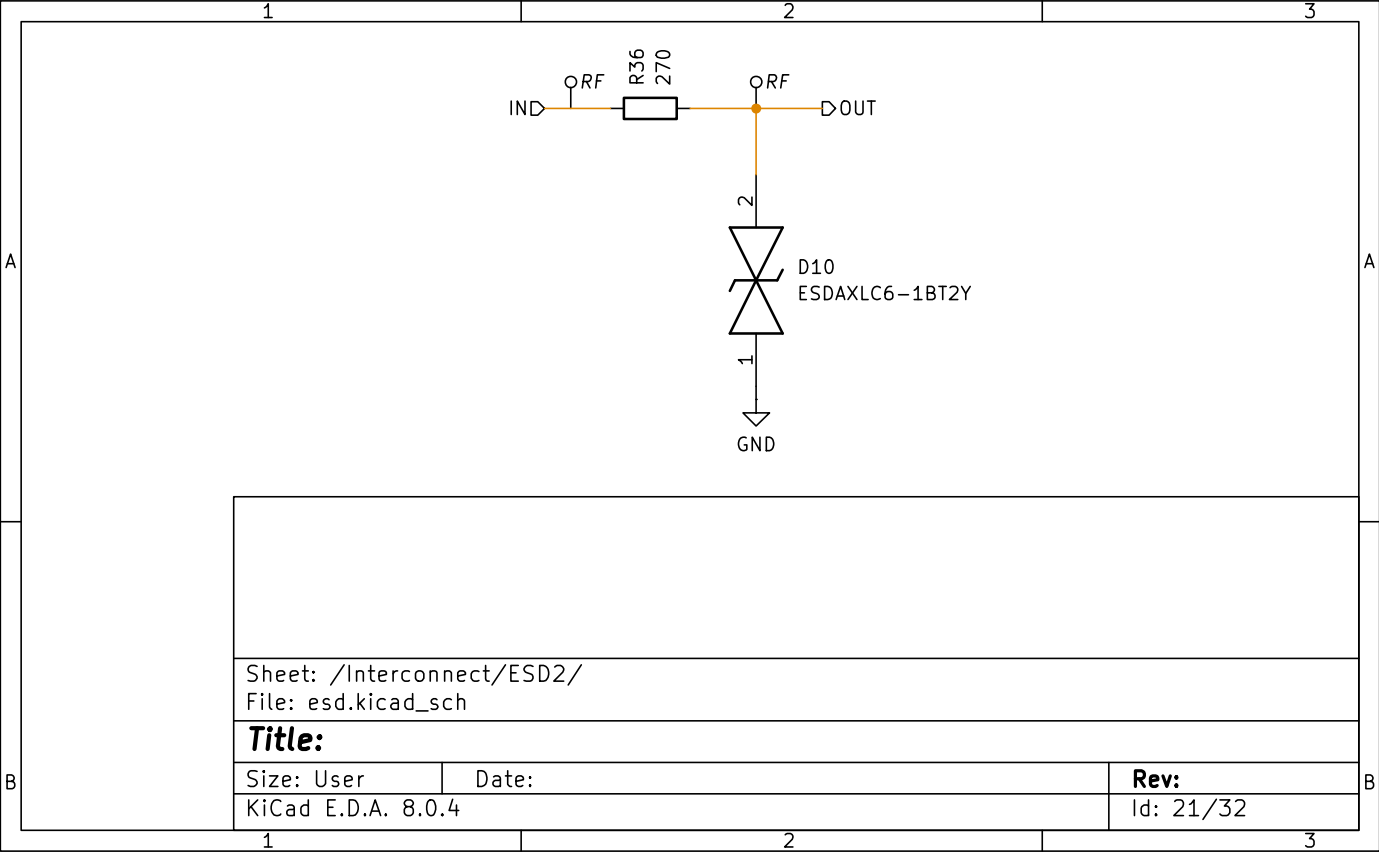 1 2 3
R36
270
RF RF
IN OUT
2
A A
D10
ESDAXLC6-1BT2Y
1
GND
Sheet: /Interconnect/ESD2/
File: esd.kicad_sch
Title:
Size: User Date: Rev:
B B
KiCad E.D.A. 8.0.4 Id: 21/32
1 2 3